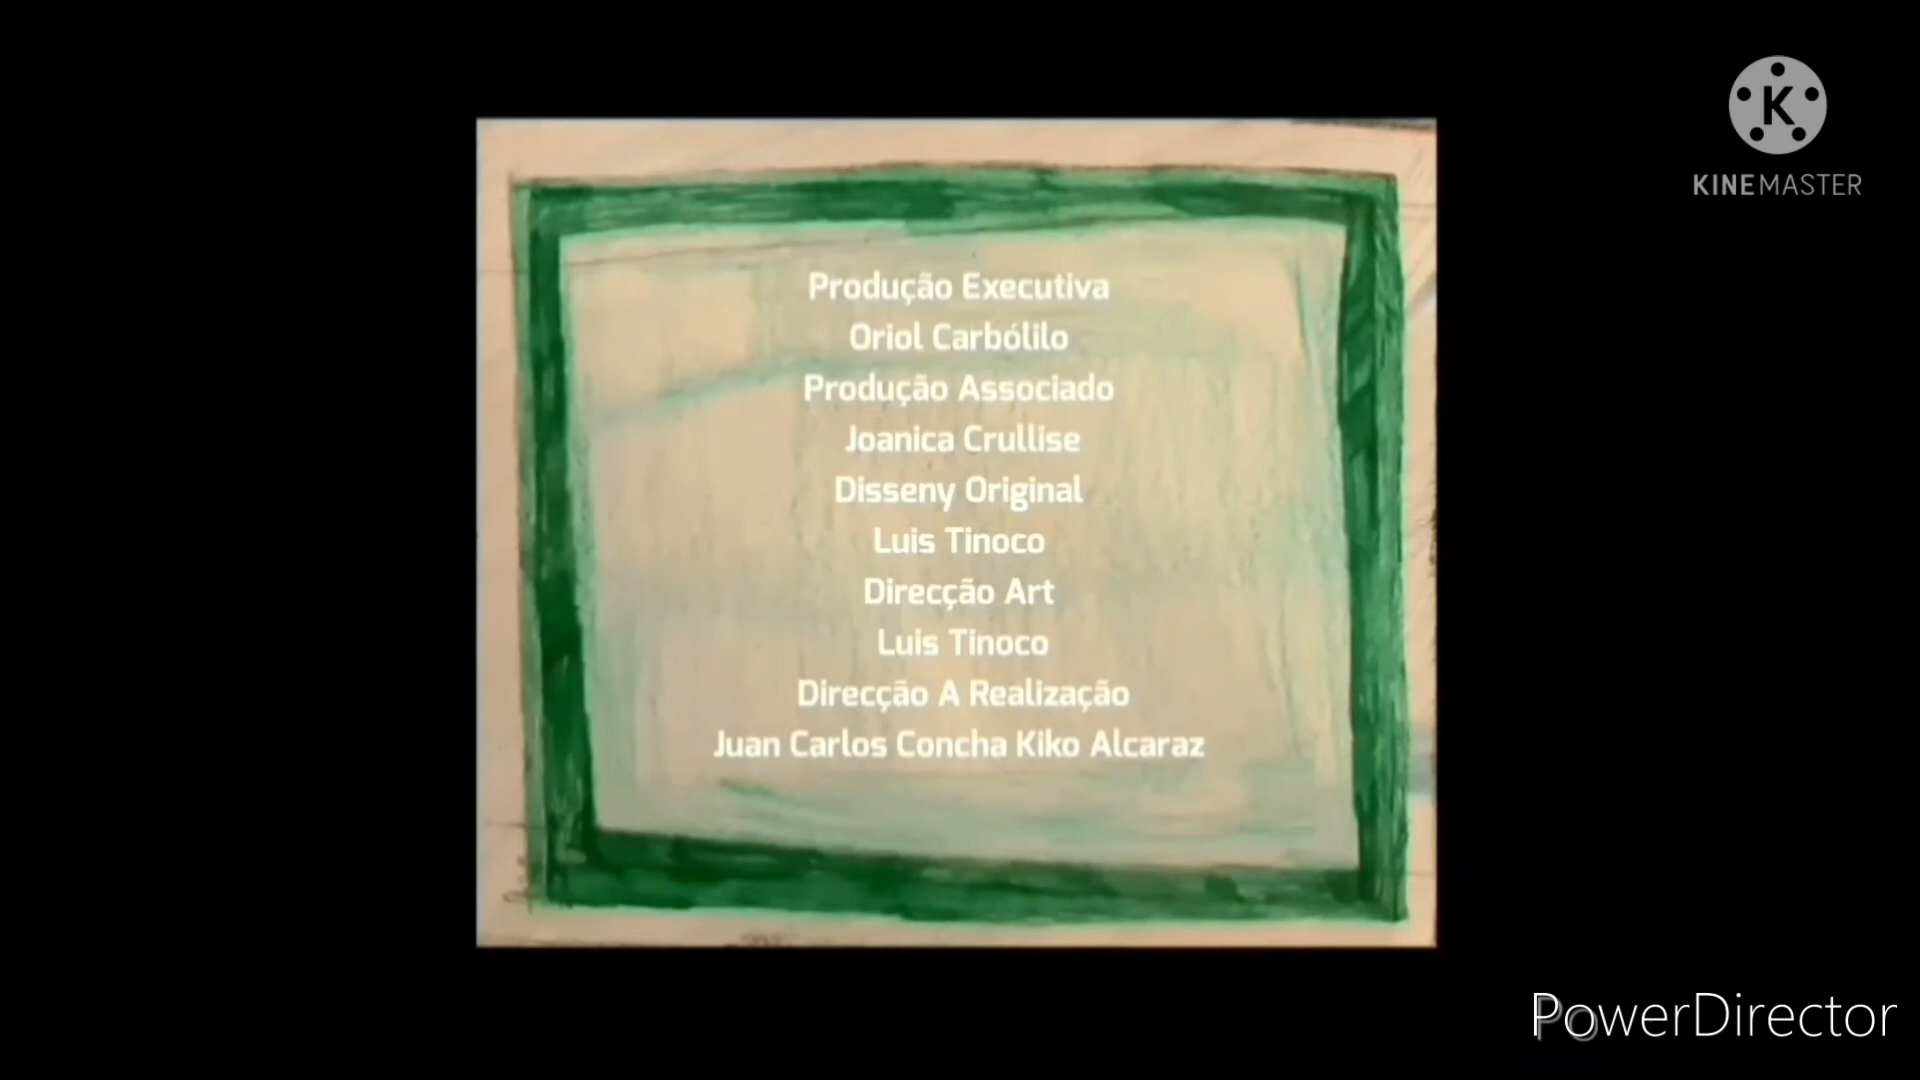 K
KINEMASTER
Produção Executiva
Oriol Carbólilo
Produção Associado
Joanica Crullise
Disseny Original
Luis Tinoco
Direcção Art
Luis Tinoco
Direcção A Realização
Juan Carlos Concha Kiko Alcaraz
PowerDirector